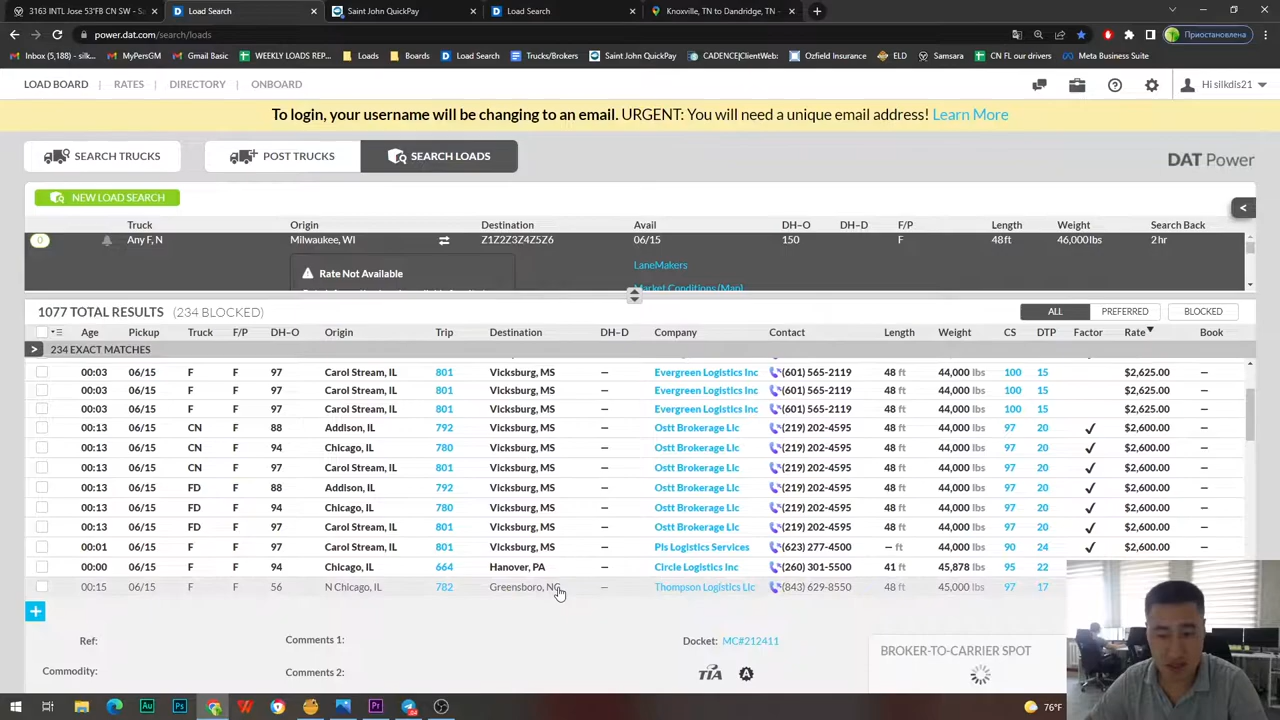 3163 INTL Jose 53'FB CN SW - Sa
Load Search
Saint John QuickPay
Load Search
Knoxville, TN to Dandridge, TN -
power.dat.com/search/loads
Приостановлена
Inbox (5,188) - silk...
MyPersGM
Gmail Basic
WEEKLY LOADS REP...
Loads
Boards
Load Search
Trucks/Brokers
Saint John QuickPay
CADENCE|ClientWeb:
Ozfield Insurance
ELD
Samsara
CN FL our drivers
Meta Business Suite
LOAD BOARD
RATES
DIRECTORY
ONBOARD
Hi silkdis21
To login, your username will be changing to an email. URGENT: You will need a unique email address! Learn More
SEARCH TRUCKS
POST TRUCKS
SEARCH LOADS
DAT Power
NEW LOAD SEARCH
<
Truck Origin Destination Avail DH–O DH–D F/P Length Weight Search Back
0 Any F, N Milwaukee, WI Z1Z2Z3Z4Z5Z6 06/15 150 F 48ft 46,000lbs 2hr
Rate Not Available
LaneMakers
Market Conditions (Map)
1077 TOTAL RESULTS (234 BLOCKED)
ALL
PREFERRED
BLOCKED
Age Pickup Truck F/P DH–O Origin Trip Destination DH–D Company Contact Length Weight CS DTP Factor Rate Book
> 234 EXACT MATCHES
00:03 06/15 F F 97 Carol Stream, IL 801 Vicksburg, MS — Evergreen Logistics Inc (601) 565-2119 48 ft 44,000 lbs 100 15 $2,625.00 —
00:03 06/15 F F 97 Carol Stream, IL 801 Vicksburg, MS — Evergreen Logistics Inc (601) 565-2119 48 ft 44,000 lbs 100 15 $2,625.00 —
00:03 06/15 F F 97 Carol Stream, IL 801 Vicksburg, MS — Evergreen Logistics Inc (601) 565-2119 48 ft 44,000 lbs 100 15 $2,625.00 —
00:13 06/15 CN F 88 Addison, IL 792 Vicksburg, MS — Ostt Brokerage Llc (219) 202-4595 48 ft 44,000 lbs 97 20 ✓ $2,600.00 —
00:13 06/15 CN F 94 Chicago, IL 780 Vicksburg, MS — Ostt Brokerage Llc (219) 202-4595 48 ft 44,000 lbs 97 20 ✓ $2,600.00 —
00:13 06/15 CN F 97 Carol Stream, IL 801 Vicksburg, MS — Ostt Brokerage Llc (219) 202-4595 48 ft 44,000 lbs 97 20 ✓ $2,600.00 —
00:13 06/15 FD F 88 Addison, IL 792 Vicksburg, MS — Ostt Brokerage Llc (219) 202-4595 48 ft 44,000 lbs 97 20 ✓ $2,600.00 —
00:13 06/15 FD F 94 Chicago, IL 780 Vicksburg, MS — Ostt Brokerage Llc (219) 202-4595 48 ft 44,000 lbs 97 20 ✓ $2,600.00 —
00:13 06/15 FD F 97 Carol Stream, IL 801 Vicksburg, MS — Ostt Brokerage Llc (219) 202-4595 48 ft 44,000 lbs 97 20 ✓ $2,600.00 —
00:01 06/15 F F 97 Carol Stream, IL 801 Vicksburg, MS — Pls Logistics Services (623) 277-4500 — ft 44,000 lbs 90 24 ✓ $2,600.00 —
00:00 06/15 F F 94 Chicago, IL 664 Hanover, PA — Circle Logistics Inc (260) 301-5500 41 ft 45,878 lbs 95 22
00:15 06/15 F F 56 N Chicago, IL 782 Greensboro, NC — Thompson Logistics Llc (843) 629-8550 48 ft 45,000 lbs 97 17
Ref: Comments 1: Docket: MC#212411
BROKER-TO-CARRIER SPOT
Commodity: Comments 2:
TIA A
Au
Ps
Pr
76°F